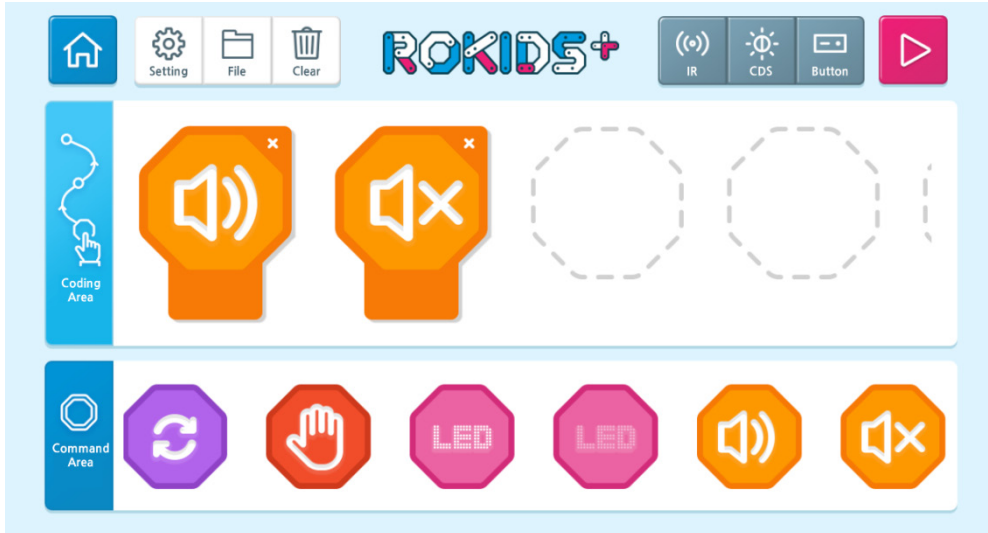 Setting
File
Clear
ROKIDS+
IR
CDS
Button
Coding
Area
Command
Area
LED
LED